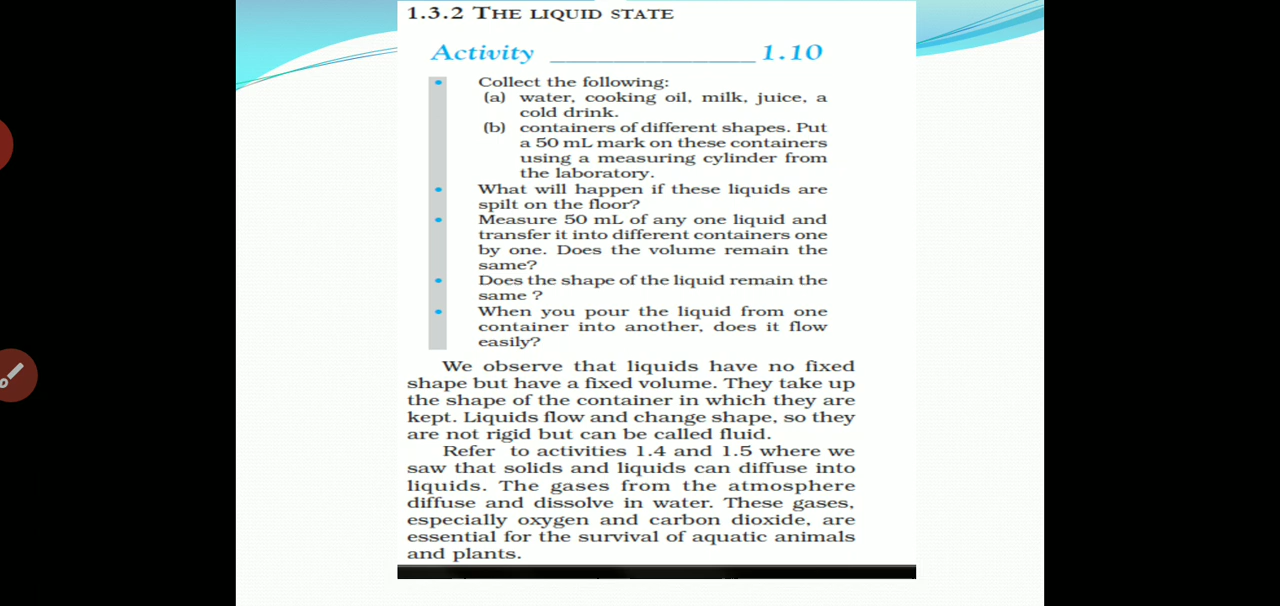 1.3.2 THE LIQUID STATE
Activity ______________ 1.10
• Collect the following:
(a) water, cooking oil, milk, juice, a
cold drink.
(b) containers of different shapes. Put
a 50 mL mark on these containers
using a measuring cylinder from
the laboratory.
• What will happen if these liquids are
spilt on the floor?
• Measure 50 mL of any one liquid and
transfer it into different containers one
by one. Does the volume remain the
same?
• Does the shape of the liquid remain the
same ?
• When you pour the liquid from one
container into another, does it flow
easily?
We observe that liquids have no fixed
shape but have a fixed volume. They take up
the shape of the container in which they are
kept. Liquids flow and change shape, so they
are not rigid but can be called fluid.
Refer to activities 1.4 and 1.5 where we
saw that solids and liquids can diffuse into
liquids. The gases from the atmosphere
diffuse and dissolve in water. These gases,
especially oxygen and carbon dioxide, are
essential for the survival of aquatic animals
and plants.